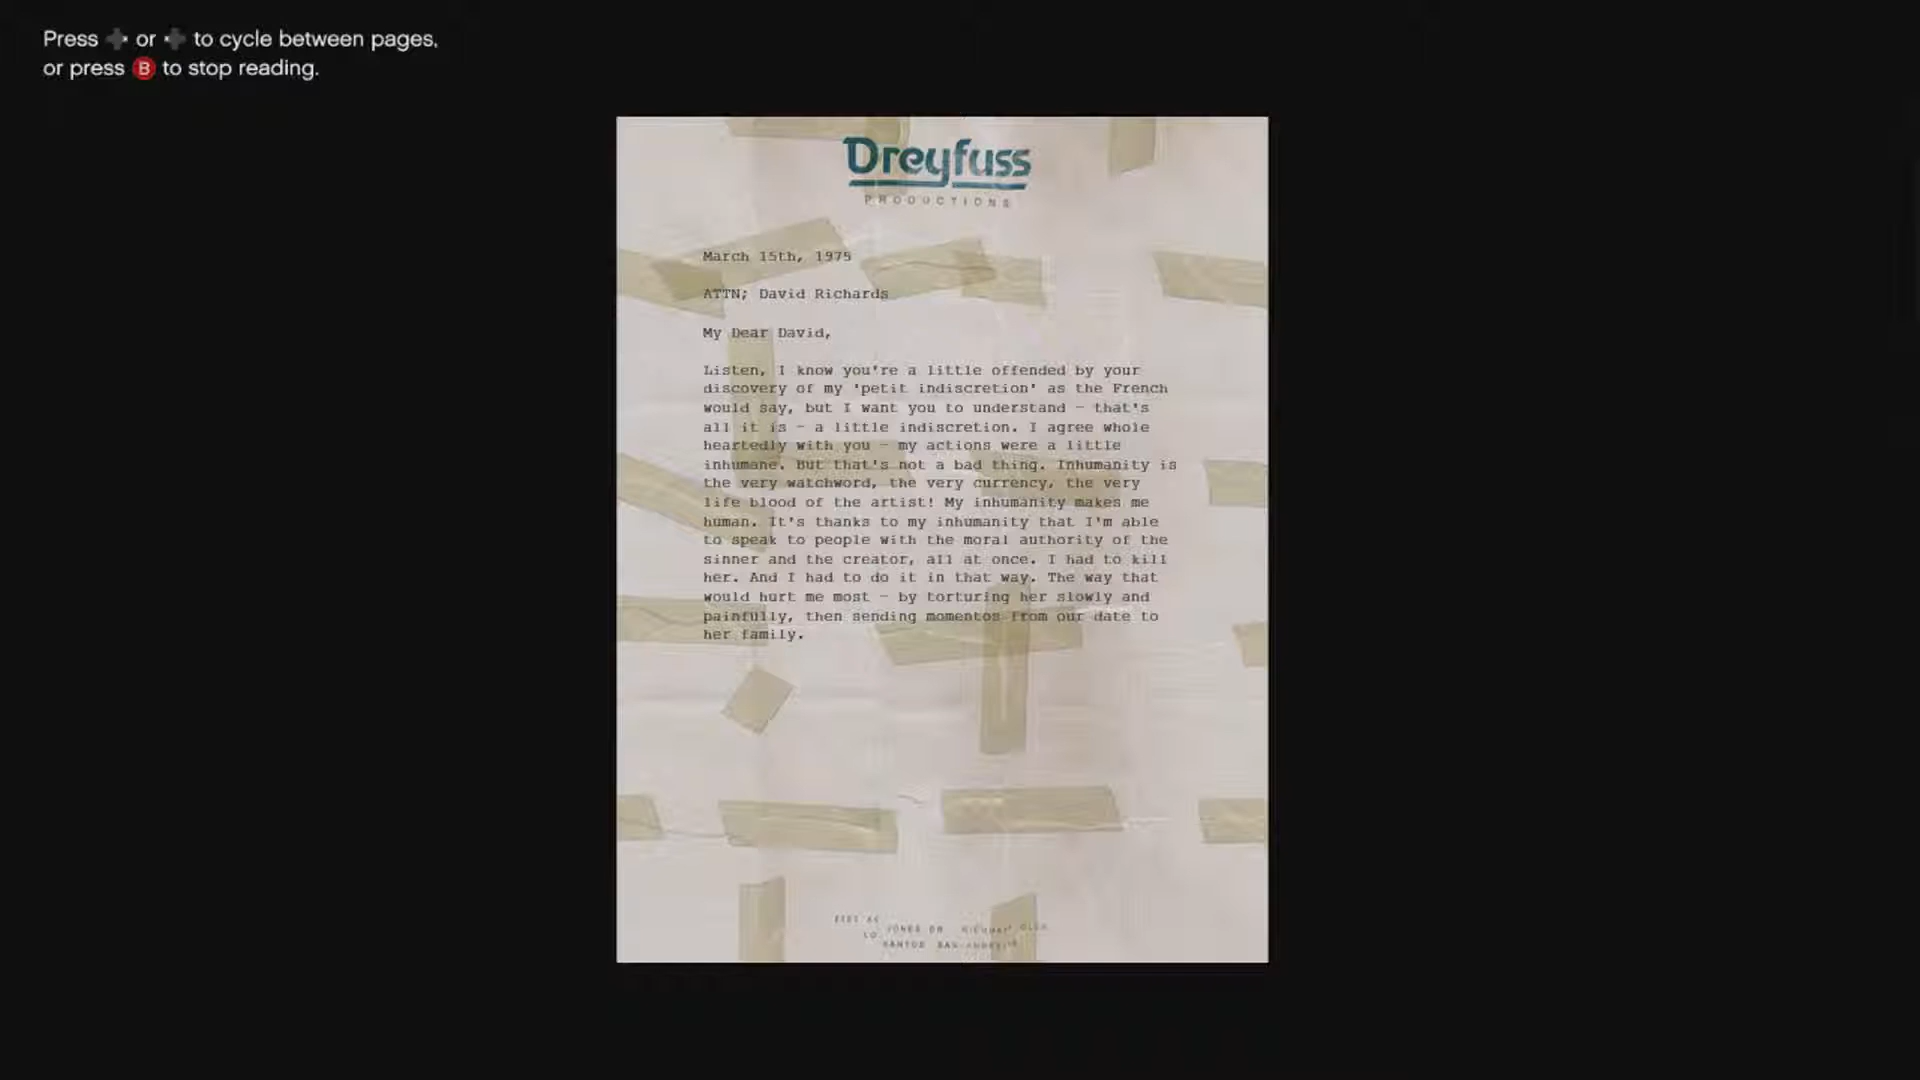 Press or to cycle between pages,
or press B to stop reading.
Dreyfuss
PRODUCTIONS
March 15th, 1975
ATTN; David Richards
My Dear David,
Listen, I know you're a little offended by your
discovery of my 'petit indiscretion' as the French
would say, but I want you to understand - that's
all it is - a little indiscretion. I agree whole
heartedly with you - my actions were a little
inhumane. But that's not a bad thing. Inhumanity is
the very watchword, the very currency, the very
life blood of the artist! My inhumanity makes me
human. It's thanks to my inhumanity that I'm able
to speak to people with the moral authority of the
sinner and the creator, all at once. I had to kill
her. And I had to do it in that way. The way that
would hurt me most - by torturing her slowly and
painfully, then sending momentos from our date to
her family.
JONES DR
LO SANTOS SAN